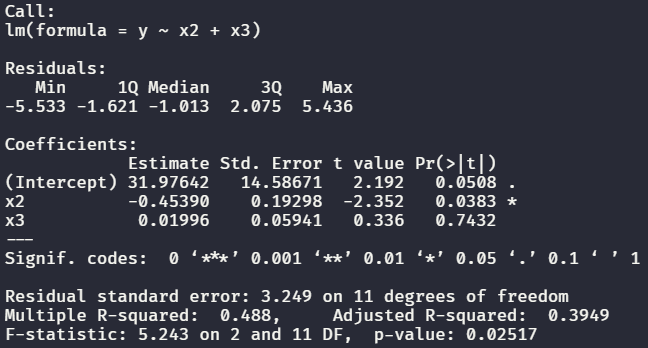 Call:
lm(formula = y ~ x2 + x3)
Residuals:
Min 1Q Median 3Q Max
-5.533 -1.621 -1.013 2.075 5.436
Coefficients:
Estimate Std. Error t value Pr(>|t|)
(Intercept) 31.97642 14.58671 2.192 0.0508 .
x2 -0.45390 0.19298 -2.352 0.0383 *
x3 0.01996 0.05941 0.336 0.7432
---
Signif. codes: 0 ‘***’ 0.001 ‘**’ 0.01 ‘*’ 0.05 ‘.’ 0.1 ‘ ’ 1
Residual standard error: 3.249 on 11 degrees of freedom
Multiple R-squared: 0.488, Adjusted R-squared: 0.3949
F-statistic: 5.243 on 2 and 11 DF, p-value: 0.02517